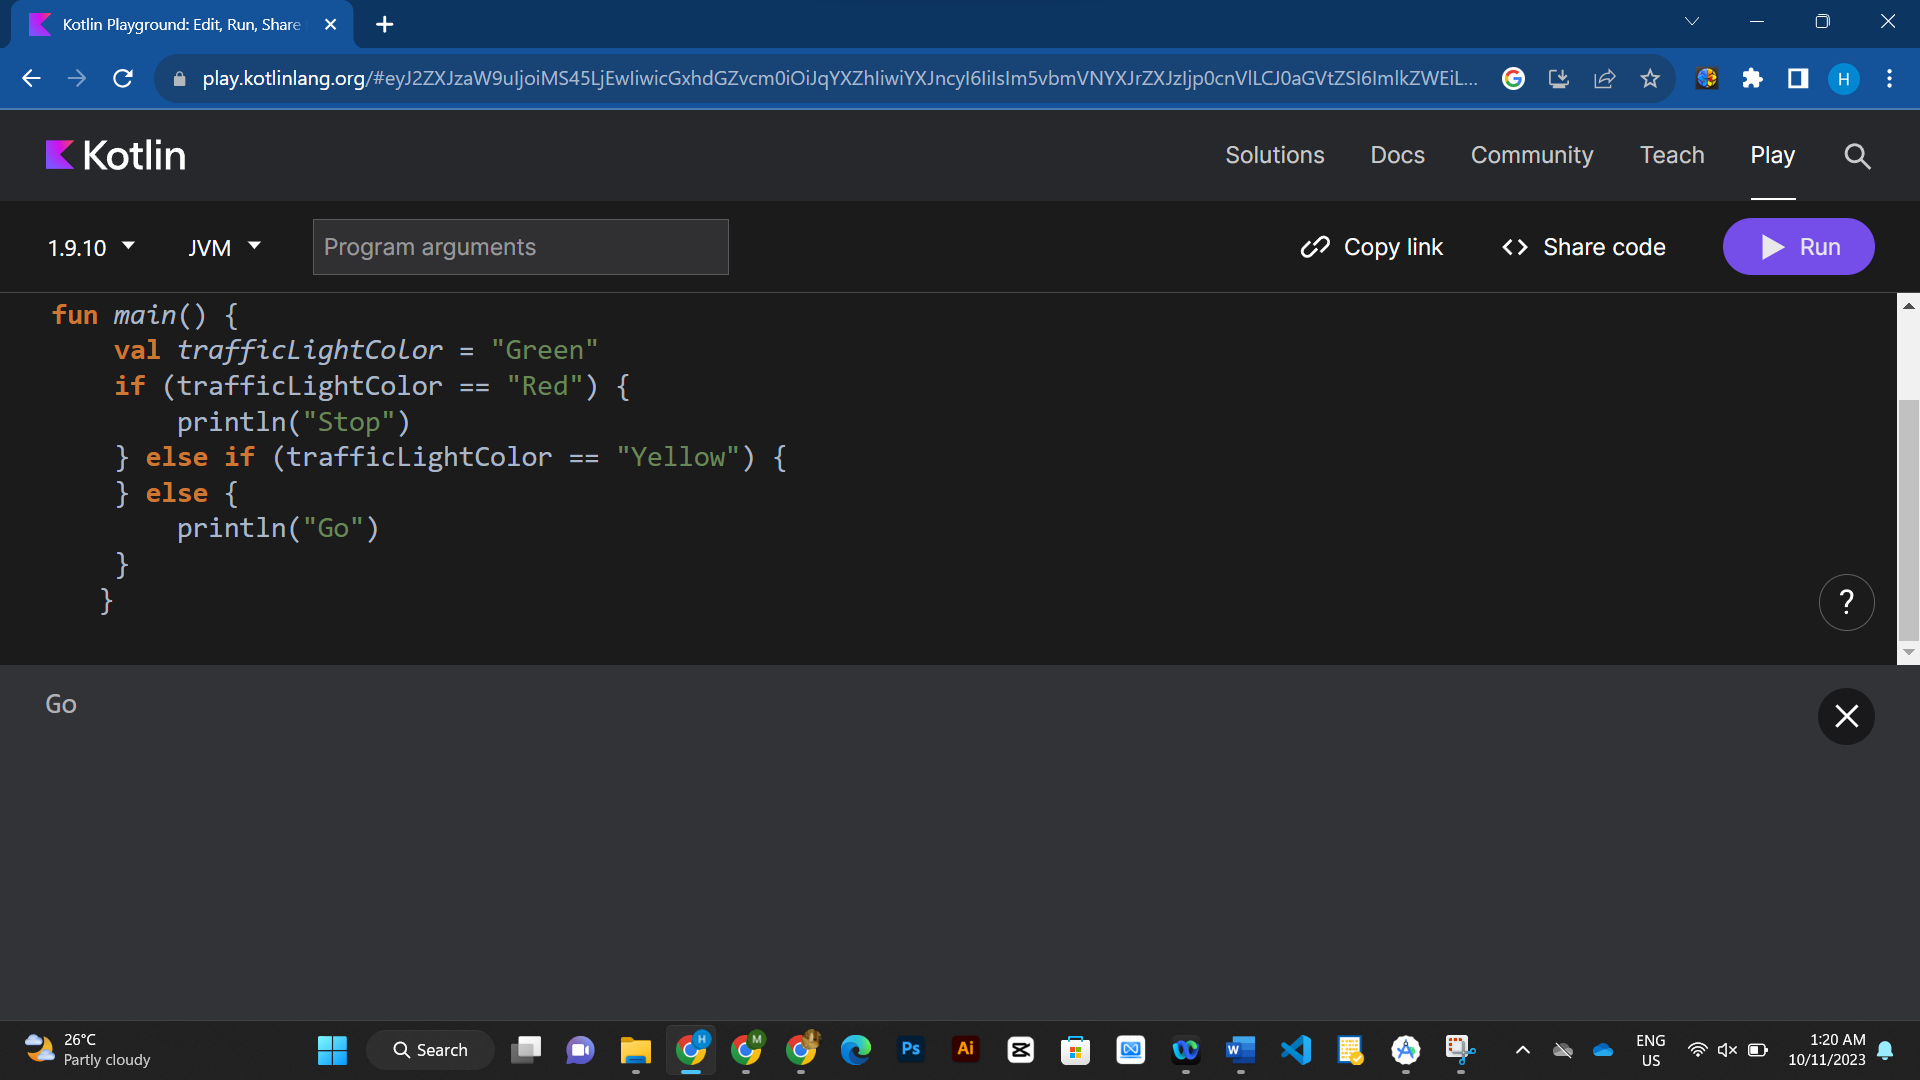 Kotlin Playground: Edit, Run, Share
play.kotlinlang.org/#eyJ2ZXJzaW9uIjoiMS45LjEwIiwicGxhdGZvcm0iOiJqYXZhIiwiYXJncyI6IiIsIm5vbmVNYXJrZXJzIjp0cnVlLCJ0aGVtZSI6ImlkZWEiL...
H
Kotlin
Solutions
Docs
Community
Teach
Play
1.9.10
JVM
Program arguments
Copy link
<> Share code
Run
fun main() {
val trafficLightColor = "Green"
if (trafficLightColor == "Red") {
println("Stop")
} else if (trafficLightColor == "Yellow") {
} else {
println("Go")
}
}
?
Go
26°C
Partly cloudy
Search
H
M
Ps
Ai
W
ENG
US
1:20 AM
10/11/2023